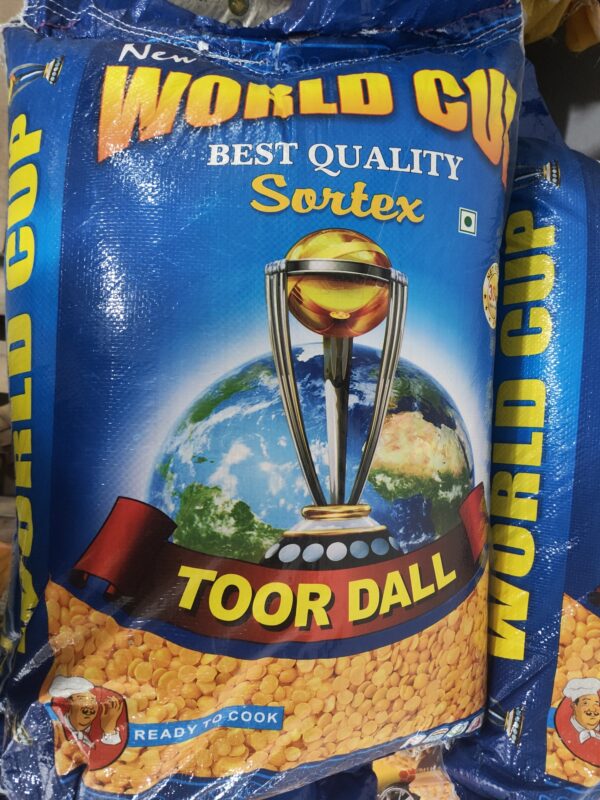 New
WORLD CUP
BEST QUALITY
Sortex
TOOR DALL
READY TO COOK
WORLD CUP
WORLD CUP